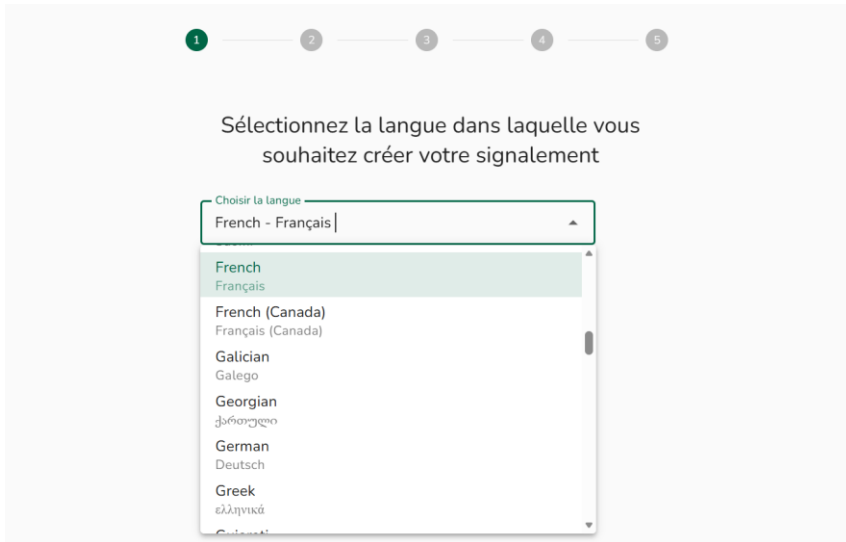 1 2 3 4 5
Sélectionnez la langue dans laquelle vous
souhaitez créer votre signalement
Choisir la langue
French - Français
French
Français
French (Canada)
Français (Canada)
Galician
Galego
Georgian
ქართული
German
Deutsch
Greek
ελληνικά